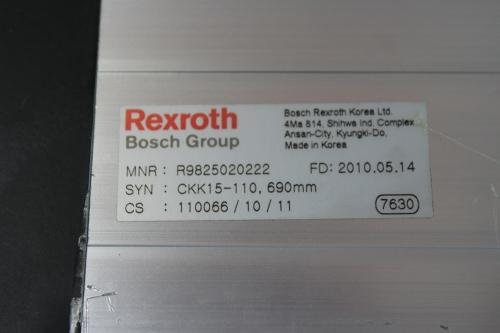 Rexroth
Bosch Group
Bosch Rexroth Korea Ltd.
4Ma 814, Shihwa Ind. Complex
Ansan-City, Kyungki-Do,
Made in Korea
MNR : R9825020222 FD: 2010.05.14
SYN : CKK15-110, 690mm
CS : 110066 / 10 / 11 7630